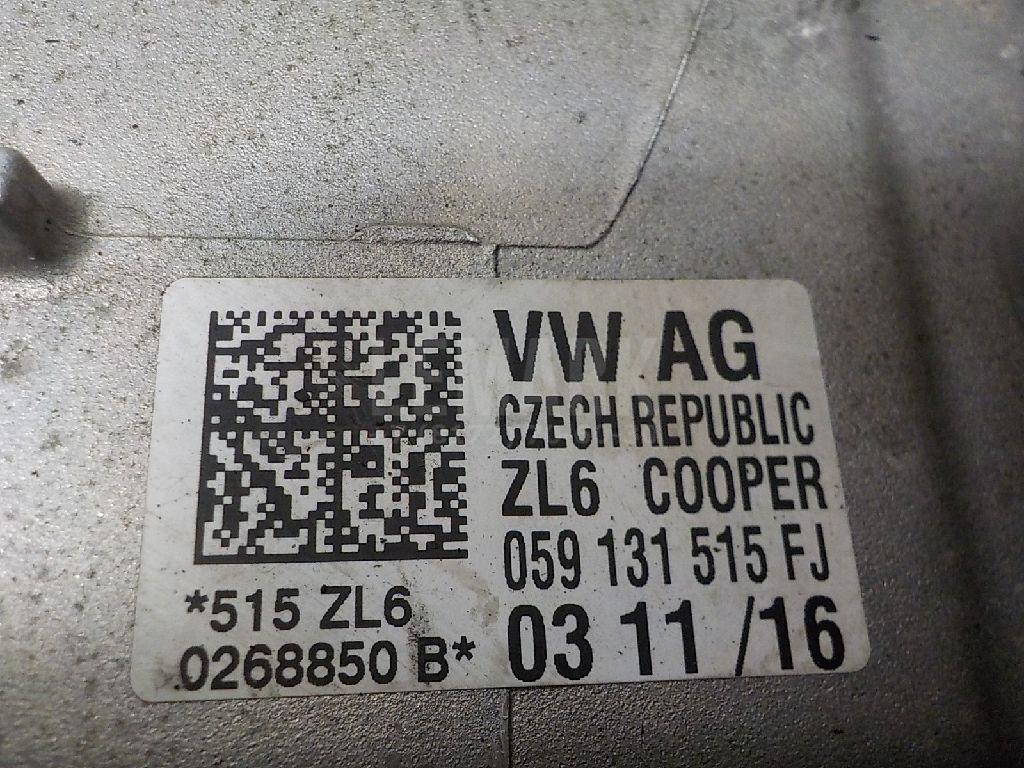 VW AG
CZECH REPUBLIC
ZL6 COOPER
059 131 515 FJ
03 11 /16
*515 ZL6
0268850 B*